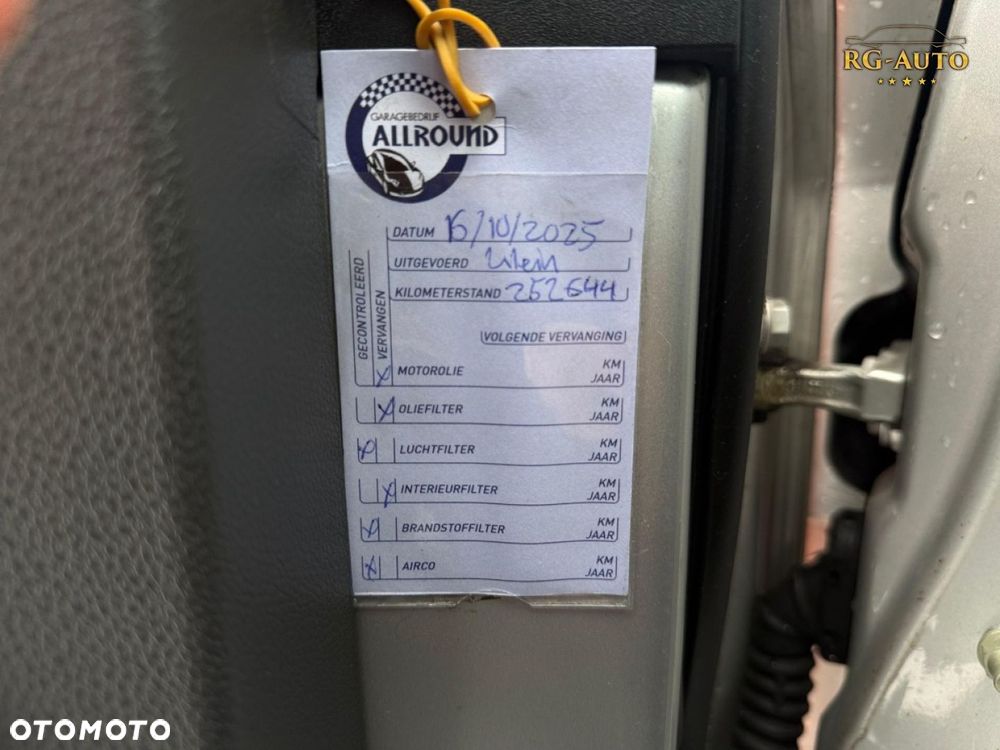 RG-AUTO
GARAGEBEDRIJF
ALLROUND
DATUM 16/10/2025
UITGEVOERD
KILOMETERSTAND 252644
GECONTROLEERD
VERVANGEN
VOLGENDE VERVANGING
x MOTOROLIE KM JAAR
x OLIEFILTER KM JAAR
x LUCHTFILTER KM JAAR
x INTERIEURFILTER KM JAAR
x BRANDSTOFFILTER KM JAAR
x AIRCO KM JAAR
OTOMOTO